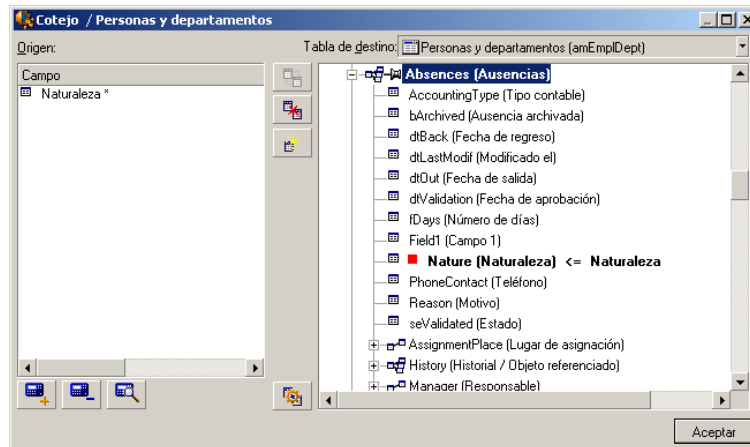 Cotejo / Personas y departamentos
Origen:
Tabla de destino: Personas y departamentos (amEmplDept)
Campo
Naturaleza *
Absences (Ausencias)
AccountingType (Tipo contable)
bArchived (Ausencia archivada)
dtBack (Fecha de regreso)
dtLastModif (Modificado el)
dtOut (Fecha de salida)
dtValidation (Fecha de aprobación)
fDays (Número de días)
Field1 (Campo 1)
Nature (Naturaleza) <= Naturaleza
PhoneContact (Teléfono)
Reason (Motivo)
seValidated (Estado)
AssignmentPlace (Lugar de asignación)
History (Historial / Objeto referenciado)
Manager (Responsable)
Aceptar